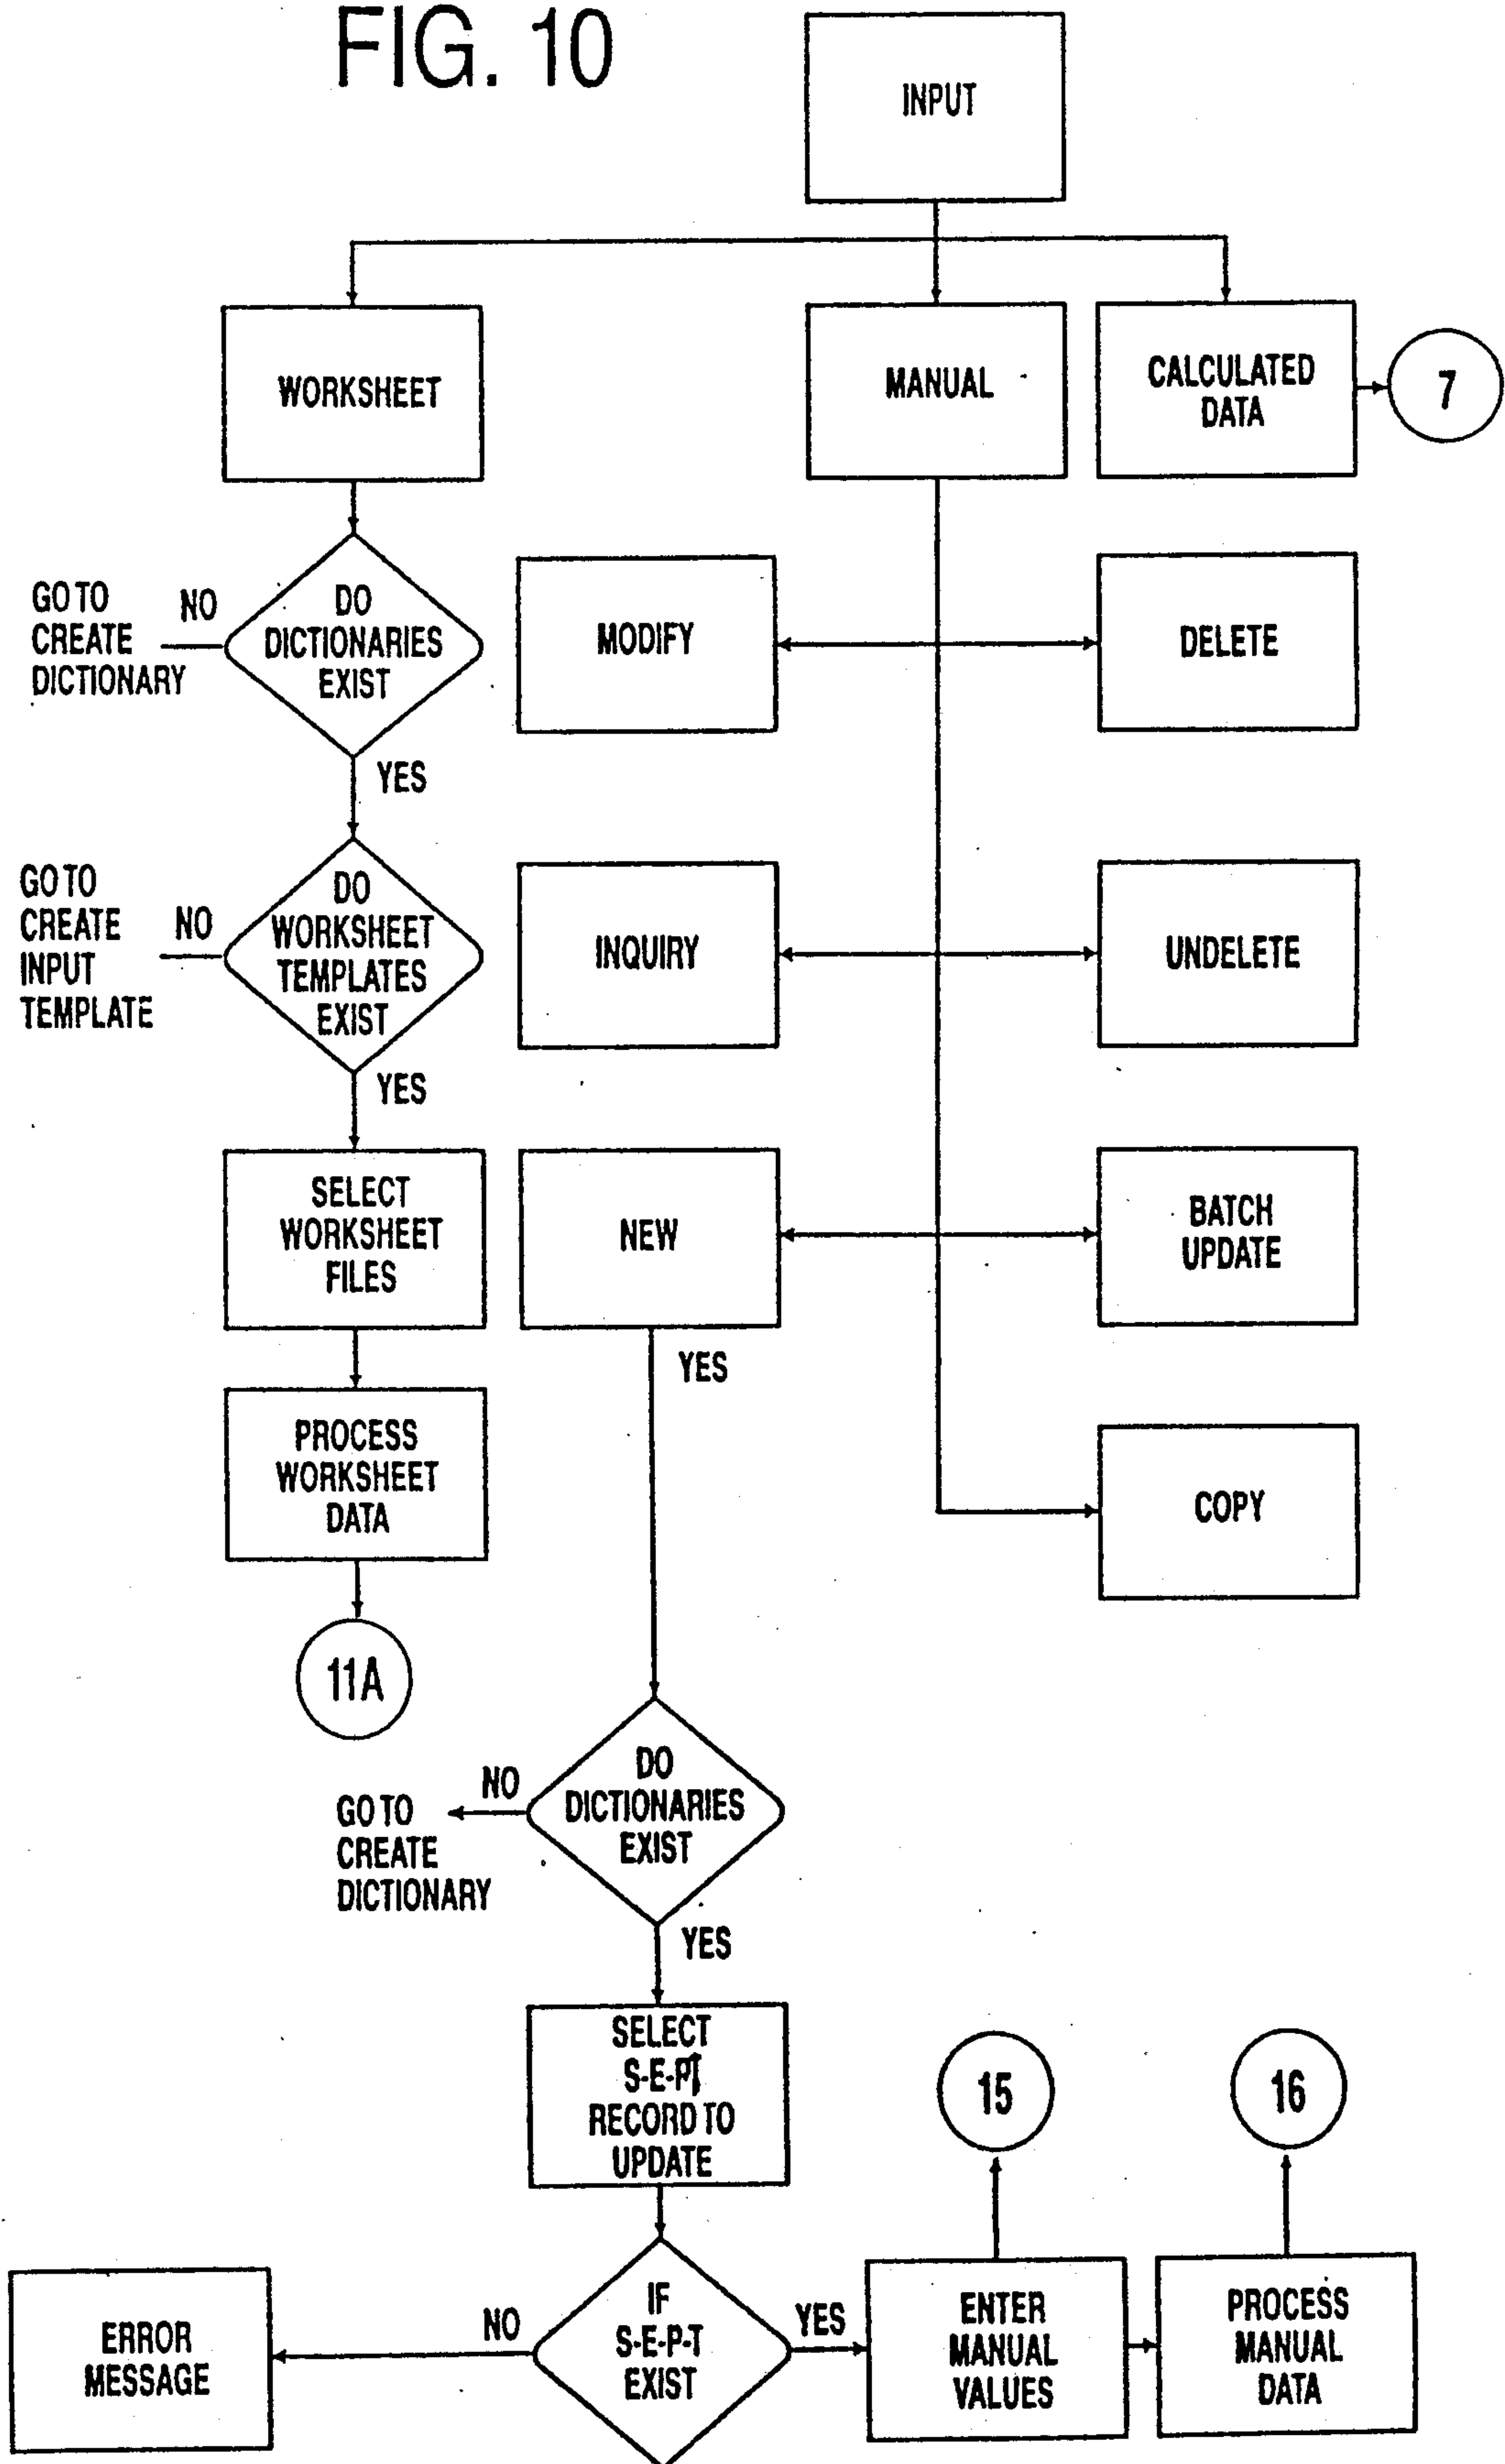 FIG. 10
INPUT
WORKSHEET
MANUAL
CALCULATED
DATA
7
GO TO
CREATE
DICTIONARY
NO
DO
DICTIONARIES
EXIST
MODIFY
DELETE
YES
GO TO
CREATE
INPUT
TEMPLATE
NO
DO
WORKSHEET
TEMPLATES
EXIST
INQUIRY
UNDELETE
YES
SELECT
WORKSHEET
FILES
NEW
BATCH
UPDATE
YES
PROCESS
WORKSHEET
DATA
COPY
11A
DO
DICTIONARIES
EXIST
NO
GO TO
CREATE
DICTIONARY
YES
SELECT
RECORD TO
UPDATE
15
16
ERROR
MESSAGE
NO
IF
S-E-P-T
EXIST
YES
ENTER
MANUAL
VALUES
PROCESS
MANUAL
DATA